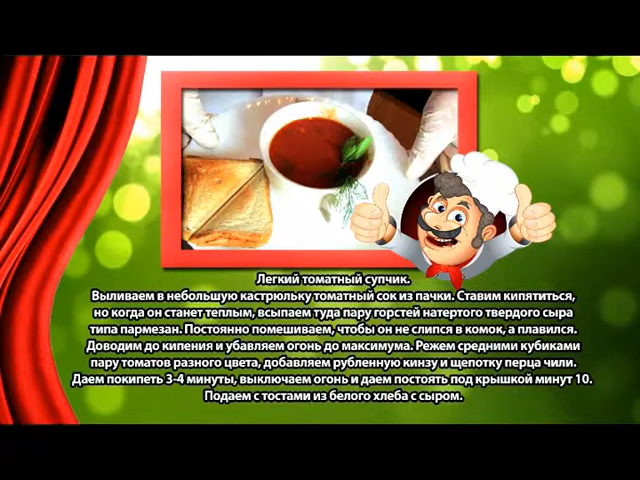 Легкий томатный супчик.
Выливаем в небольшую кастрюльку томатный сок из пачки. Ставим кипятиться,
но когда он станет теплым, всыпаем туда пару горстей натертого твердого сыра
типа пармезан. Постоянно помешиваем, чтобы он не слипся в комок, а плавился.
Доводим до кипения и убавляем огонь до максимума. Режем средними кубиками
пару томатов разного цвета, добавляем рубленную кинзу и щепотку перца чили.
Даем покипеть 3-4 минуты, выключаем огонь и даем постоять под крышкой минут 10.
Подаем с тостами из белого хлеба с сыром.